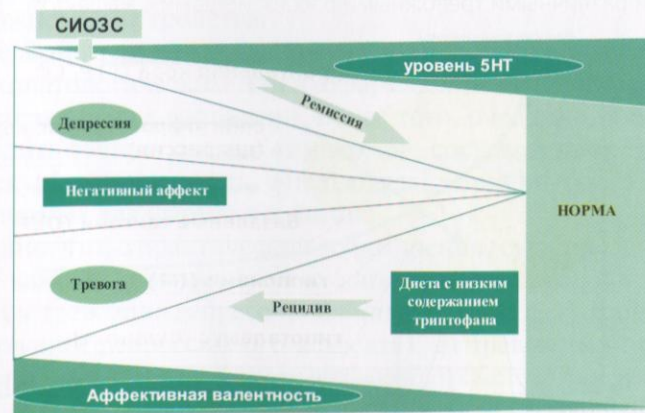 СИОЗС
уровень 5НТ
Ремиссия
Депрессия
Негативный аффект
НОРМА
Тревога
Рецидив
Диета с низким
содержанием
триптофана
Аффективная валентность